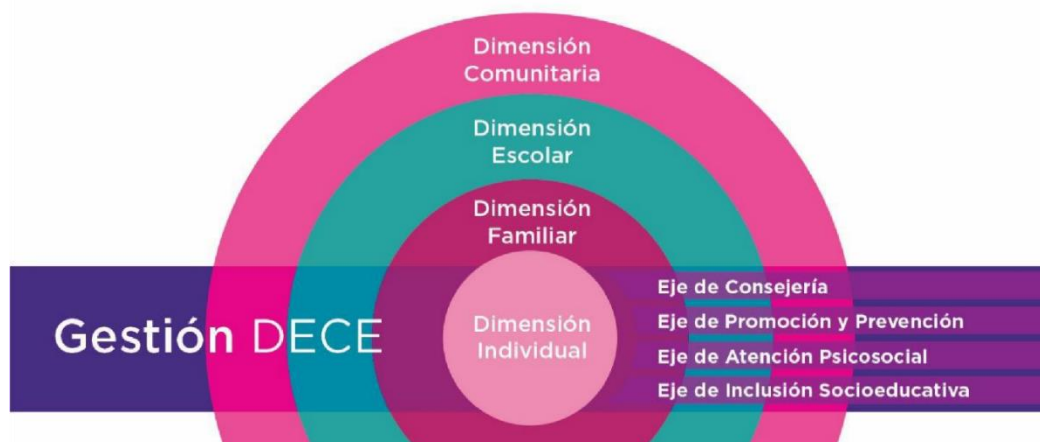 Dimensión
Comunitaria
Dimensión
Escolar
Dimensión
Familiar
Gestión DECE
Dimensión
Individual
Eje de Consejería
Eje de Promoción y Prevención
Eje de Atención Psicosocial
Eje de Inclusión Socioeducativa